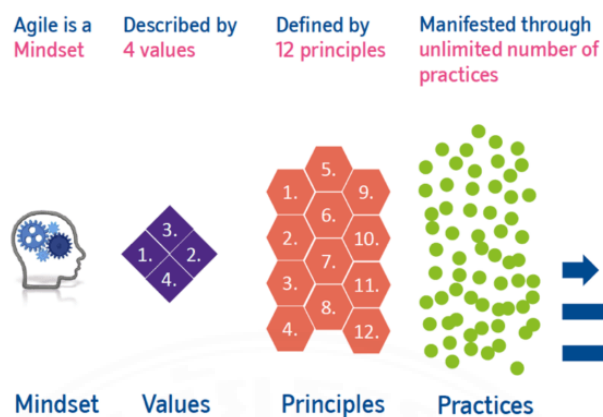 Agile is a
Mindset
Described by
4 values
Defined by
12 principles
Manifested through
unlimited number of
practices
1.
2.
3.
4.
1.
2.
3.
4.
5.
6.
7.
8.
9.
10.
11.
12.
Mindset
Values
Principles
Practices